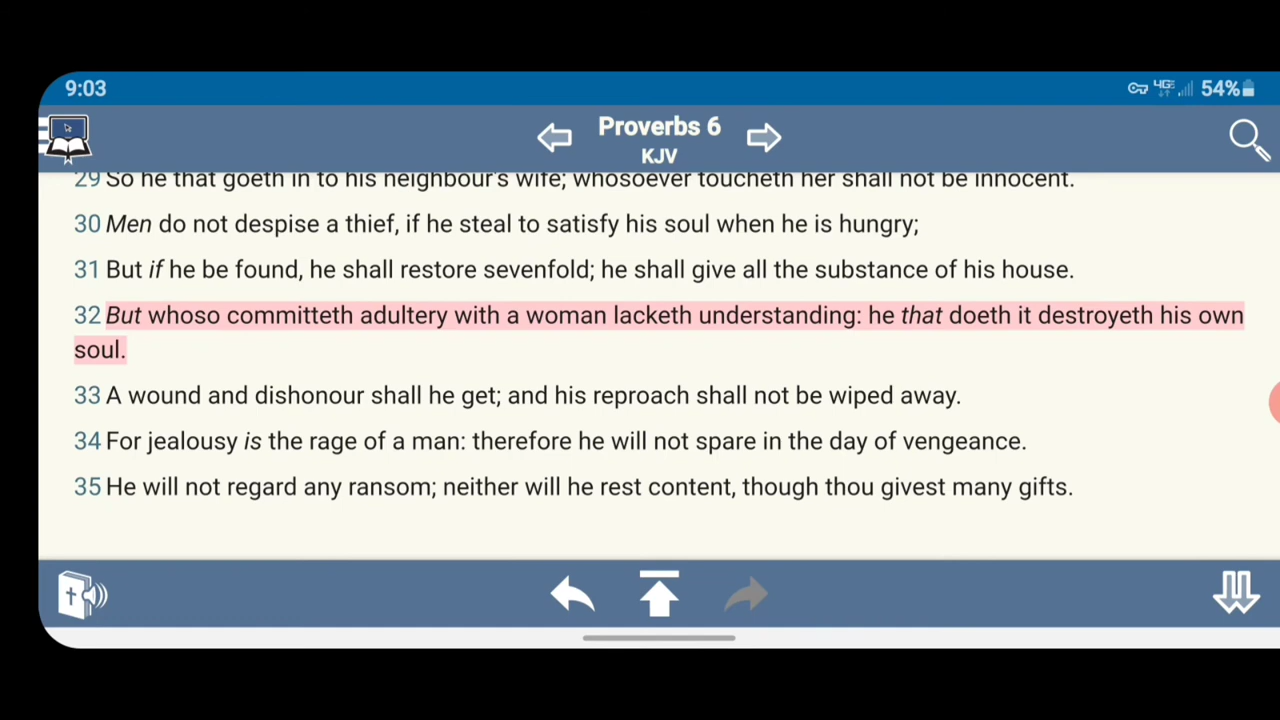 9:03 4GE 54%
Proverbs 6
KJV
29 So he that goeth in to his neighbour's wife; whosoever toucheth her shall not be innocent.
30 Men do not despise a thief, if he steal to satisfy his soul when he is hungry;
31 But if he be found, he shall restore sevenfold; he shall give all the substance of his house.
32 But whoso committeth adultery with a woman lacketh understanding: he that doeth it destroyeth his own
soul.
33 A wound and dishonour shall he get; and his reproach shall not be wiped away.
34 For jealousy is the rage of a man: therefore he will not spare in the day of vengeance.
35 He will not regard any ransom; neither will he rest content, though thou givest many gifts.